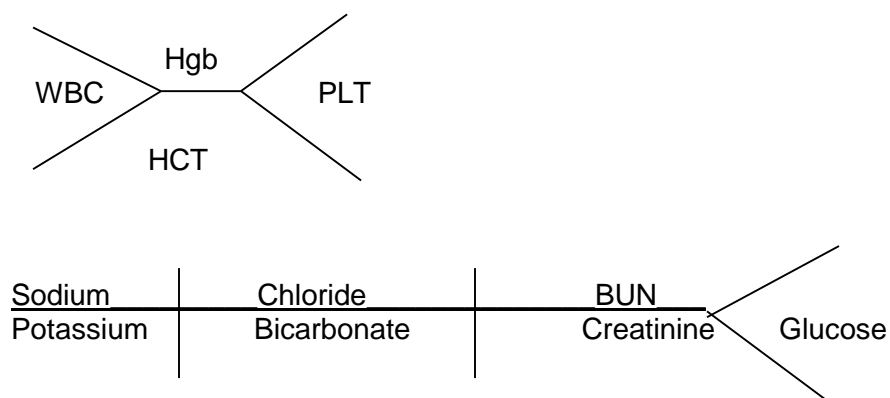 Hgb
WBC PLT
HCT
Sodium Chloride BUN
Potassium Bicarbonate Creatinine Glucose